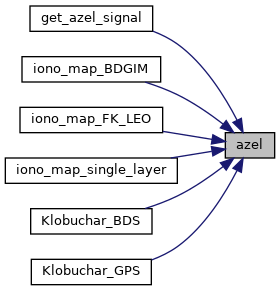 get_azel_signal
iono_map_BDGIM
iono_map_FK_LEO
azel
iono_map_single_layer
Klobuchar_BDS
Klobuchar_GPS